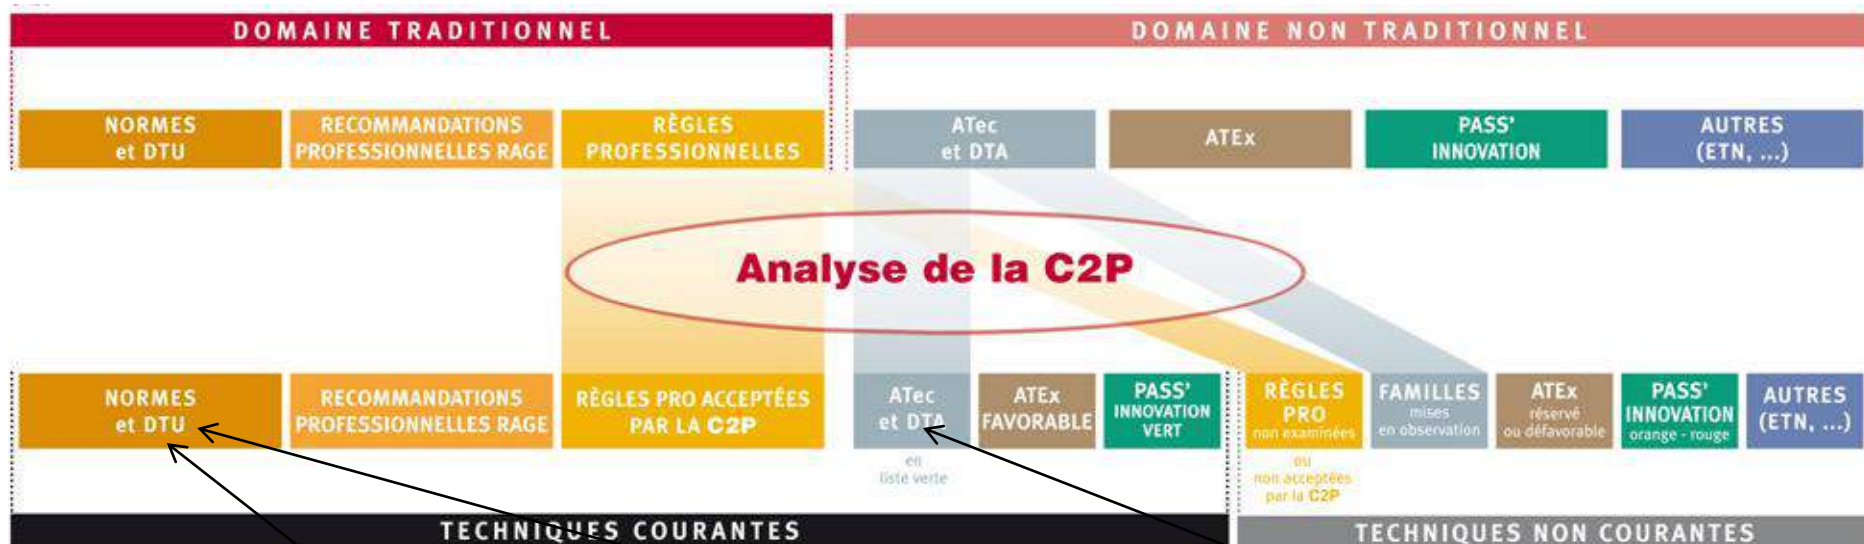 DOMAINE TRADITIONNEL
DOMAINE NON TRADITIONNEL
NORMES
et DTU
RECOMMANDATIONS
PROFESSIONNELLES RAGE
RÈGLES
PROFESSIONNELLES
ATec
et DTA
ATEx
PASS'
INNOVATION
AUTRES
(ETN, ...)
Analyse de la C2P
NORMES
et DTU
RECOMMANDATIONS
PROFESSIONNELLES RAGE
RÈGLES PRO ACCEPTÉES
PAR LA C2P
ATec
et DTA
en
liste verte
ATEx
FAVORABLE
PASS'
INNOVATION
VERT
RÈGLES
PRO
non examinées
ou
non acceptées
par la C2P
FAMILLES
mises
en observation
ATEx
réservé
ou défavorable
PASS'
INNOVATION
orange - rouge
AUTRES
(ETN, ...)
TECHNIQUES COURANTES
TECHNIQUES NON COURANTES